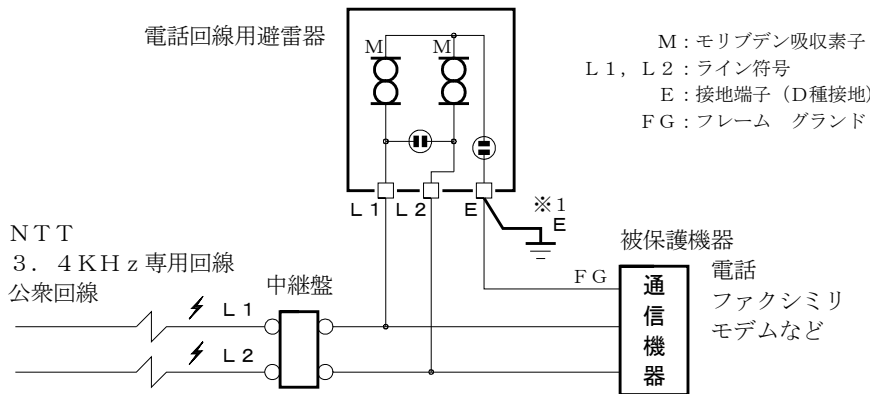 電話回線用避雷器
M
M
M:モリブデン吸収素子
L1,L2:ライン符号
E:接地端子(D種接地)
FG:フレーム グランド
L1
L2
E
※1
E
NTT
3.4KHz専用回線
公衆回線
L1
L2
中継盤
FG
被保護機器
通信機器
電話
ファクシミリ
モデムなど